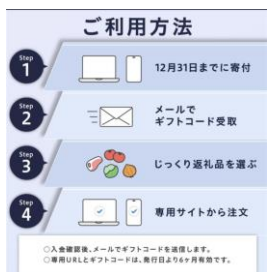 ご利用方法
Step
1
12月31日までに寄付
Step
2
メールで
ギフトコード受取
Step
3
じっくり返礼品を選ぶ
Step
4
専用サイトから注文
○入金確認後、メールでギフトコードを送信します。
○専用URLとギフトコードは、発行日より6ヶ月有効です。